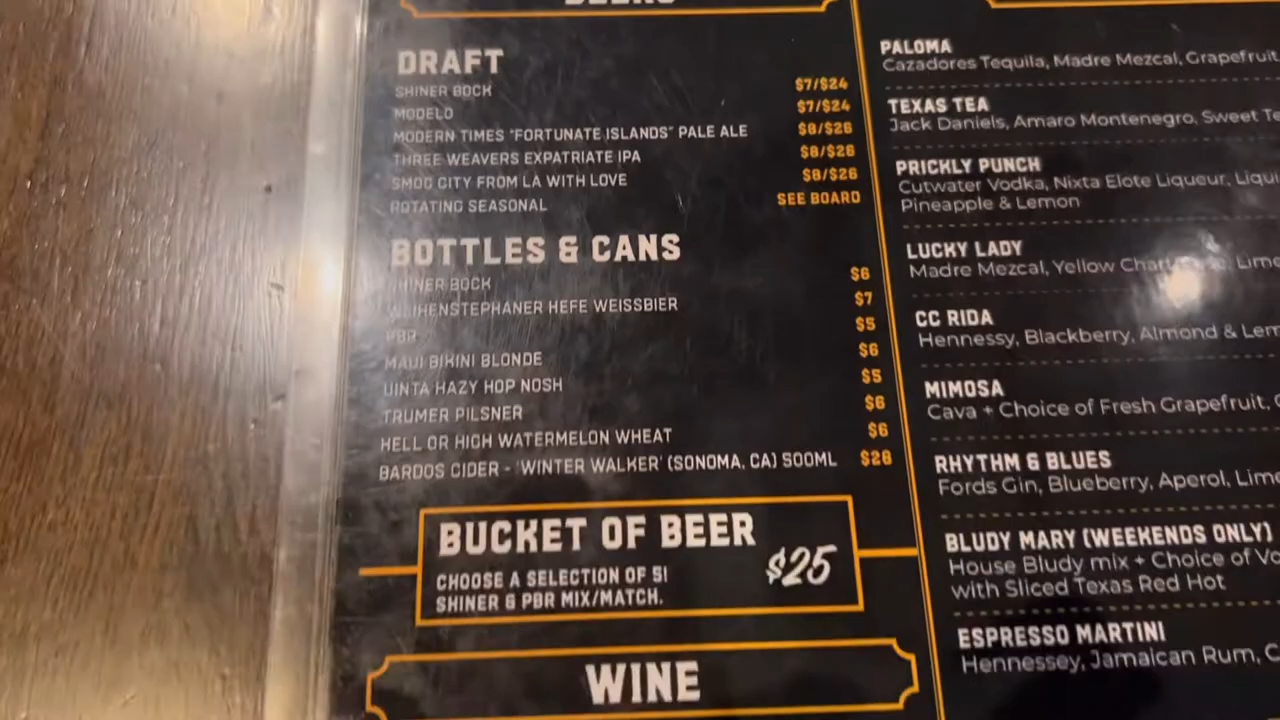 DRAFT
SHINER BOCK $7/$24
MODELO $7/$24
MODERN TIMES "FORTUNATE ISLANDS" PALE ALE $8/$26
THREE WEAVERS EXPATRIATE IPA $8/$26
SMOG CITY FROM LA WITH LOVE $8/$26
ROTATING SEASONAL SEE BOARD
BOTTLES & CANS
SHINER BOCK $6
WEIHENSTEPHANER HEFE WEISSBIER $7
PBR $5
MAUI BIKINI BLONDE $6
UINTA HAZY HOP NOSH $5
TRUMER PILSNER $6
HELL OR HIGH WATERMELON WHEAT $6
BARDOS CIDER - 'WINTER WALKER' (SONOMA, CA) 500ML $28
BUCKET OF BEER
$25
CHOOSE A SELECTION OF 5!
SHINER & PBR MIX/MATCH.
WINE
PALOMA
Cazadores Tequila, Madre Mezcal, Grapefruit
TEXAS TEA
Jack Daniels, Amaro Montenegro, Sweet
PRICKLY PUNCH
Cutwater Vodka, Nixta Elote Liqueur,
Pineapple & Lemon
LUCKY LADY
Madre Mezcal, Yellow Lime
CC RIDA
Hennessy, Blackberry, Almond &
MIMOSA
Cava + Choice of Fresh Grapefruit,
RHYTHM & BLUES
Fords Gin, Blueberry, Aperol,
BLUDY MARY (WEEKENDS ONLY)
House Bludy mix + Choice of
with Sliced Texas Red Hot
ESPRESSO MARTINI
Hennessey, Jamaican Rum,